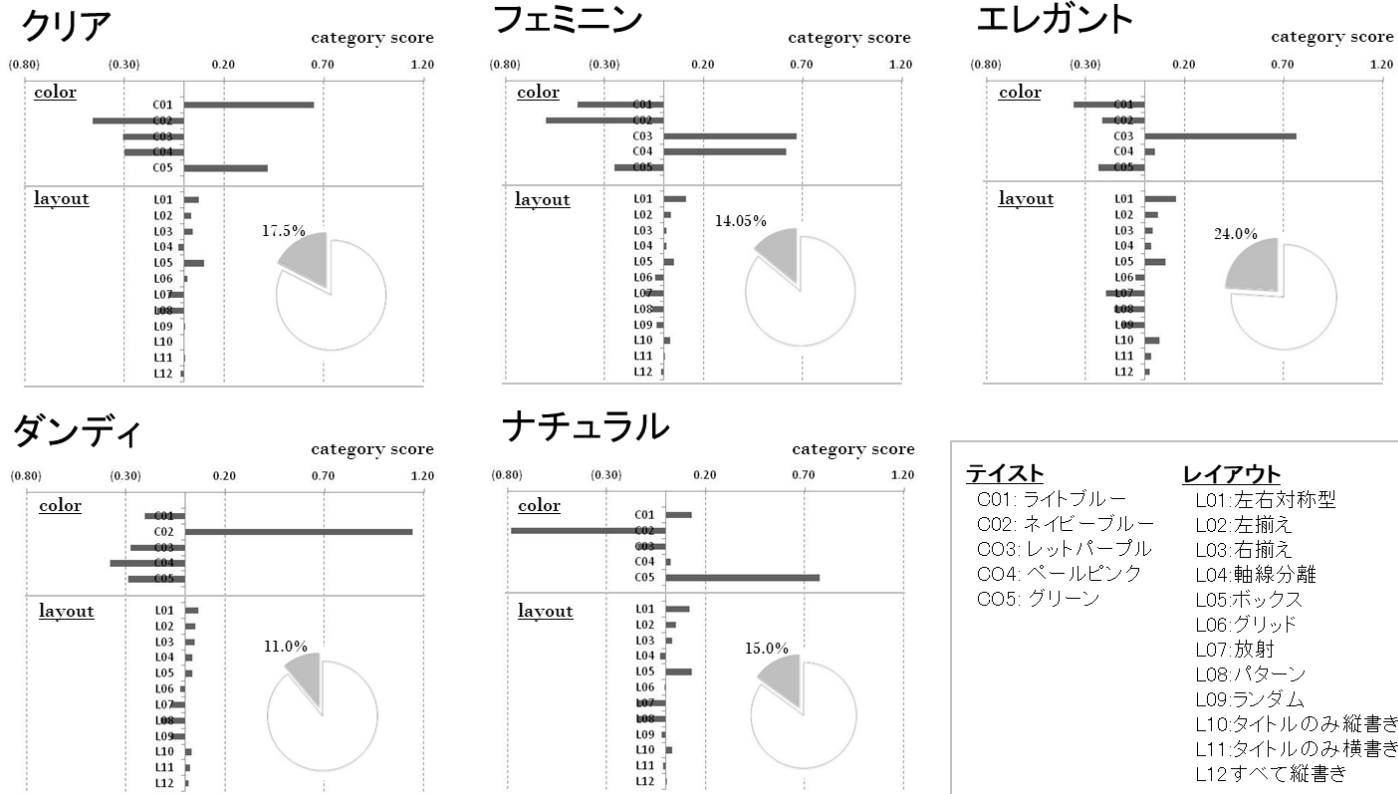 クリア
category score
(0.80) (0.30) 0.20 0.70 1.20
color
C01
C02
C03
C04
C05
layout
L01
L02
L03
L04
L05
L06
L07
L08
L09
L10
L11
L12
17.5%
フェミニン
category score
(0.80) (0.30) 0.20 0.70 1.20
color
C01
C02
C03
C04
C05
layout
L01
L02
L03
L04
L05
L06
L07
L08
L09
L10
L11
L12
14.05%
エレガント
category score
(0.80) (0.30) 0.20 0.70 1.20
color
C01
C02
C03
C04
C05
layout
L01
L02
L03
L04
L05
L06
L07
L08
L09
L10
L11
L12
24.0%
ダンディ
category score
(0.80) (0.30) 0.20 0.70 1.20
color
C01
C02
C03
C04
C05
layout
L01
L02
L03
L04
L05
L06
L07
L08
L09
L10
L11
L12
11.0%
ナチュラル
category score
(0.80) (0.30) 0.20 0.70 1.20
color
C01
C02
C03
C04
C05
layout
L01
L02
L03
L04
L05
L06
L07
L08
L09
L10
L11
L12
15.0%
テイスト
C01: ライトブルー
C02: ネイビーブルー
CO3: レットパープル
CO4: ペールピンク
CO5: グリーン
レイアウト
L01:左右対称型
L02:左揃え
L03:右揃え
L04:軸線分離
L05:ボックス
L06:グリッド
L07:放射
L08:パターン
L09:ランダム
L10:タイトルのみ縦書き
L11:タイトルのみ横書き
L12すべて縦書き